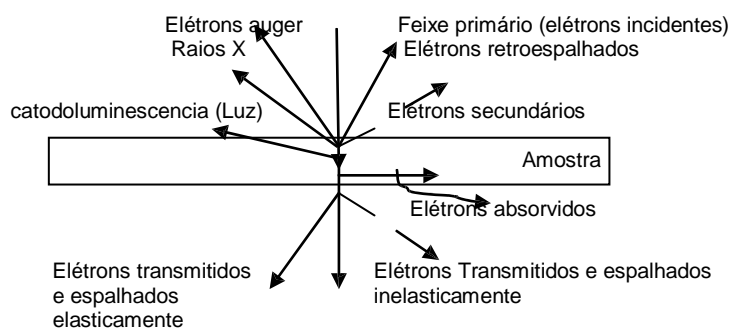 Elétrons auger
Feixe primário (elétrons incidentes)
Raios X
Elétrons retroespalhados
catodoluminescencia (Luz)
Eletrons secundários
Amostra
Elétrons absorvidos
Elétrons transmitidos
e espalhados
elasticamente
Elétrons Transmitidos e espalhados
inelasticamente